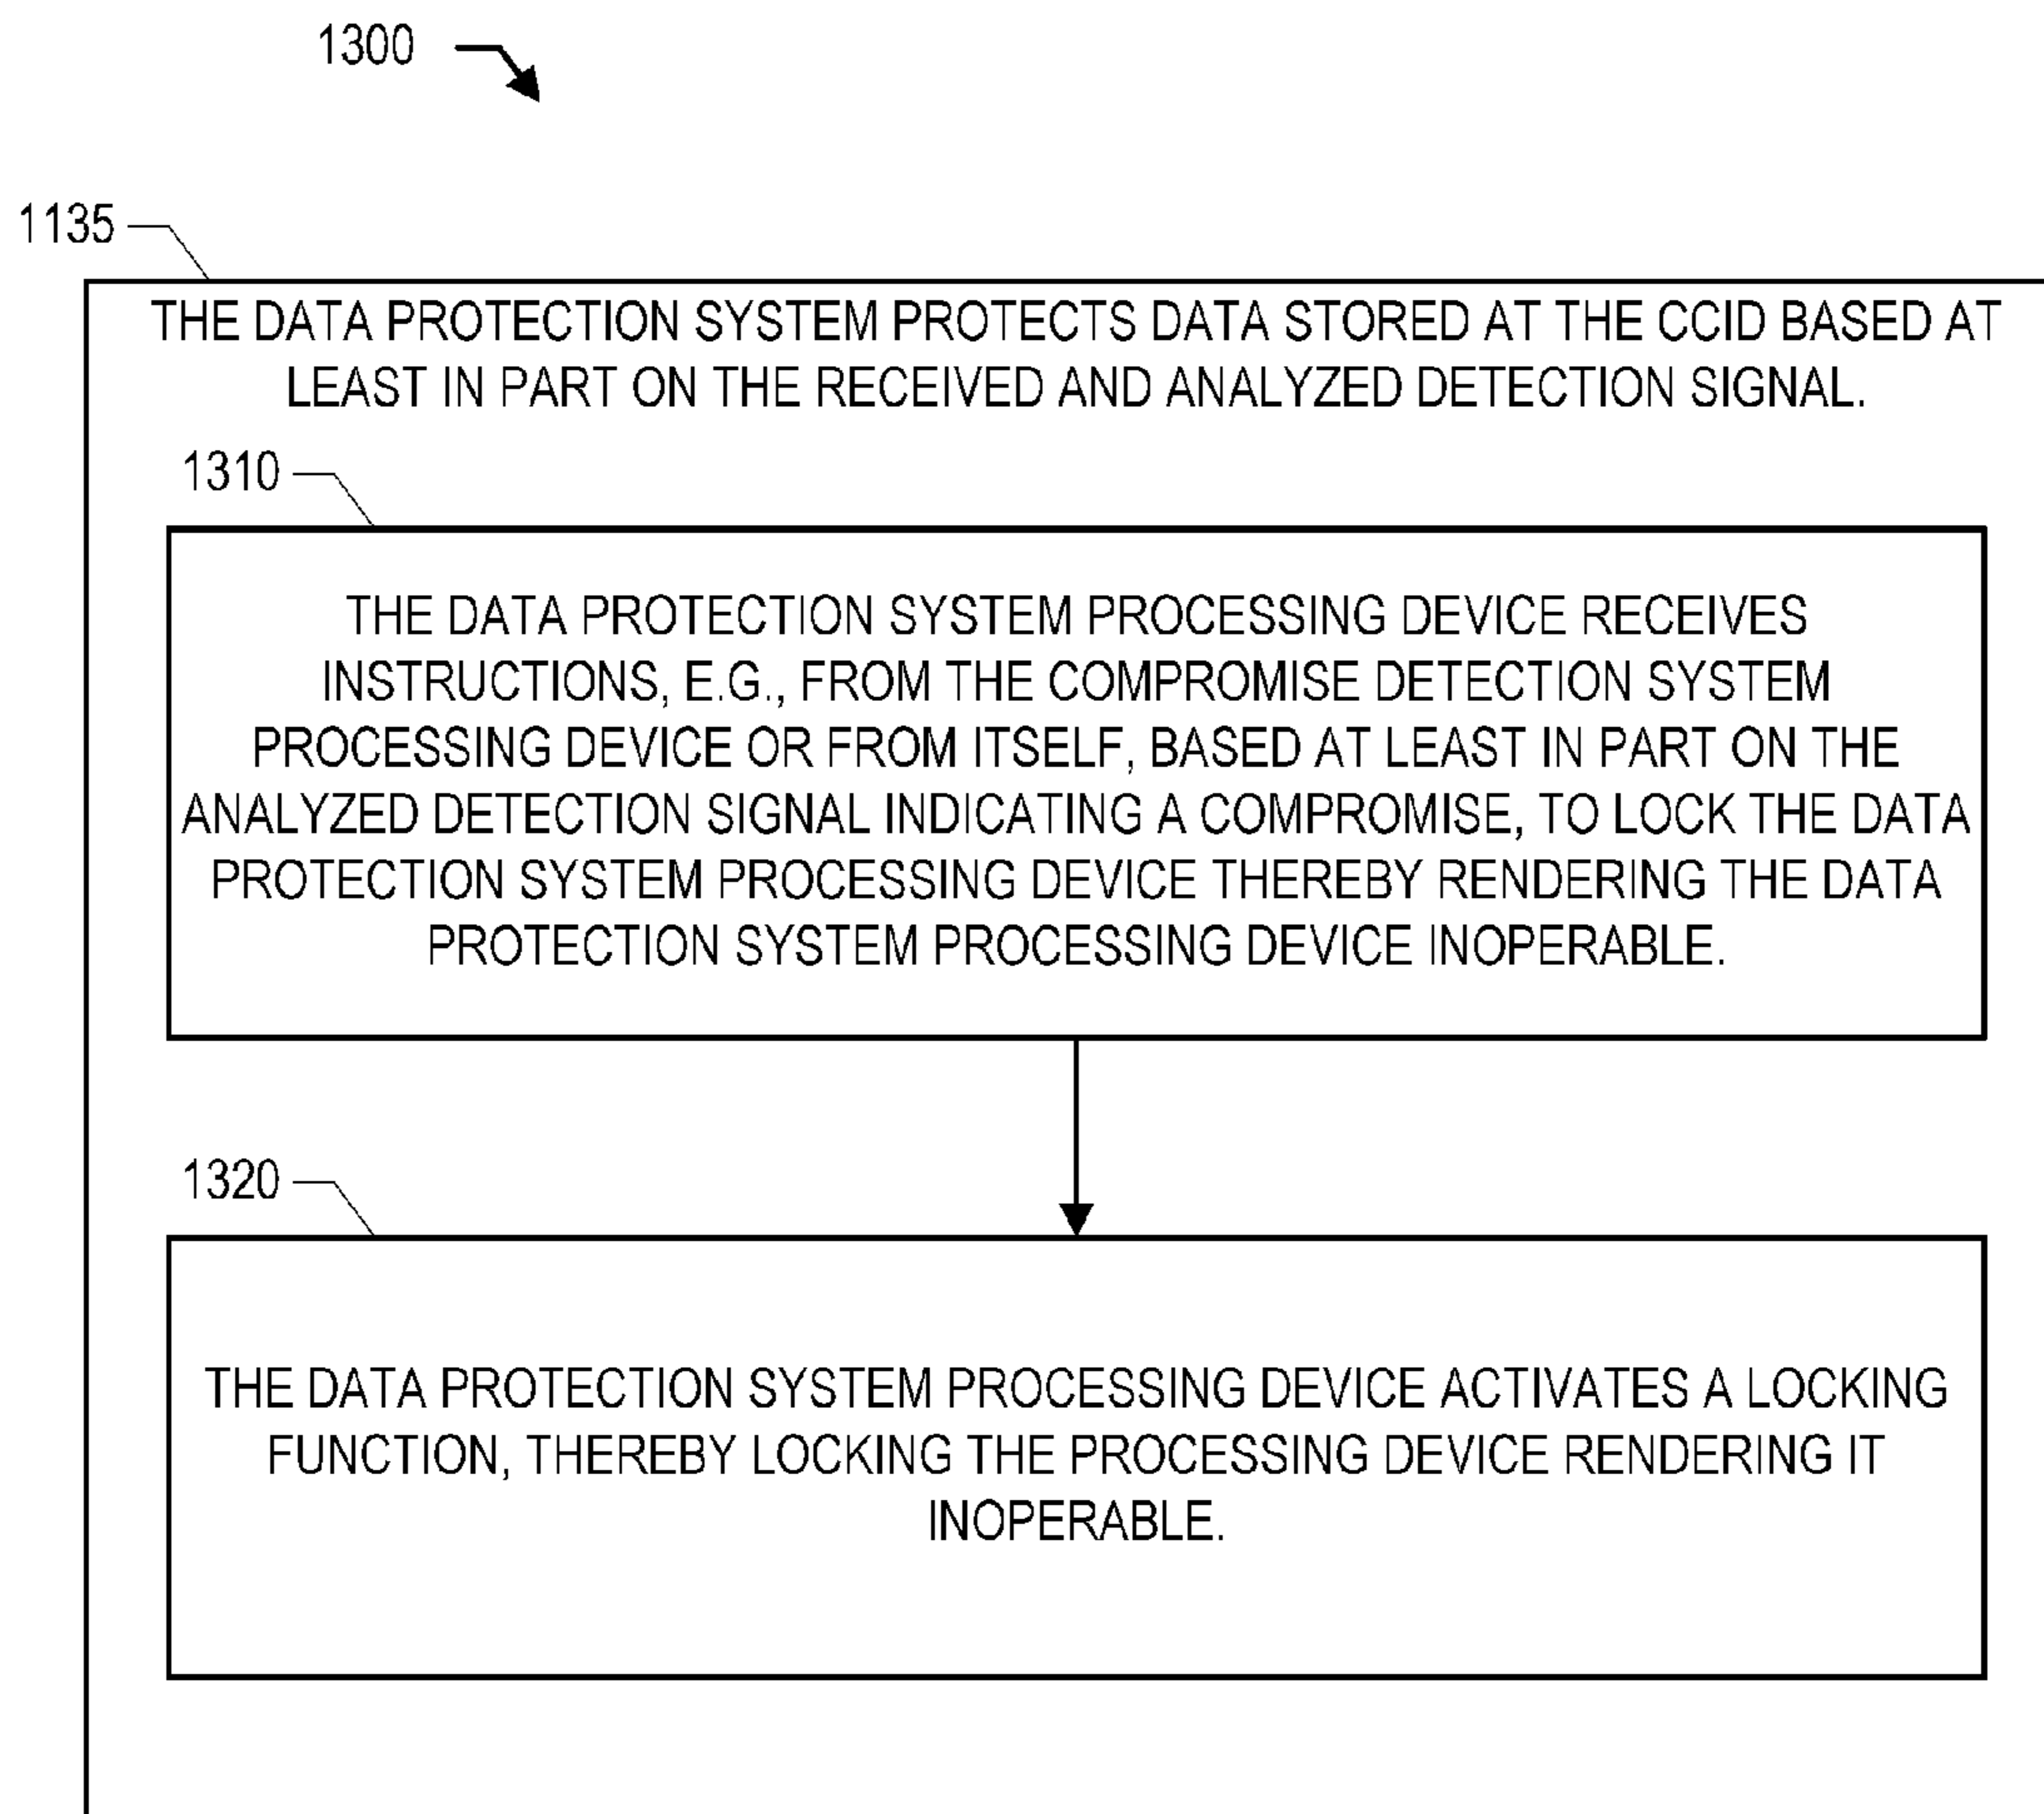 1300
1135
THE DATA PROTECTION SYSTEM PROTECTS DATA STORED AT THE CCID BASED AT
LEAST IN PART ON THE RECEIVED AND ANALYZED DETECTION SIGNAL.
1310
THE DATA PROTECTION SYSTEM PROCESSING DEVICE RECEIVES
INSTRUCTIONS, E.G., FROM THE COMPROMISE DETECTION SYSTEM
PROCESSING DEVICE OR FROM ITSELF, BASED AT LEAST IN PART ON THE
ANALYZED DETECTION SIGNAL INDICATING A COMPROMISE, TO LOCK THE DATA
PROTECTION SYSTEM PROCESSING DEVICE THEREBY RENDERING THE DATA
PROTECTION SYSTEM PROCESSING DEVICE INOPERABLE.
1320
THE DATA PROTECTION SYSTEM PROCESSING DEVICE ACTIVATES A LOCKING
FUNCTION, THEREBY LOCKING THE PROCESSING DEVICE RENDERING IT
INOPERABLE.